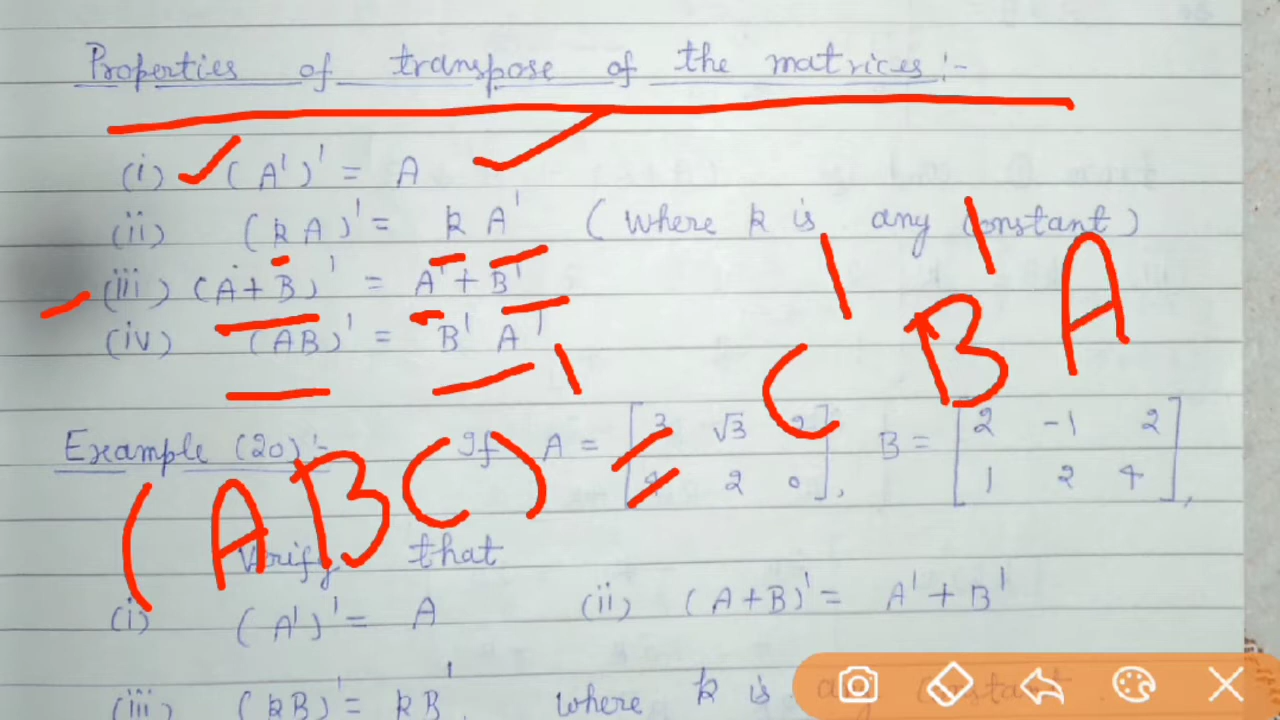 Properties of transpose of the matrices:-
(i) (A')' = A
(ii) (kA)' = k A' (where k is any constant)
(iii) (A+B)' = A' + B'
(iv) (AB)' = B' A'
(ABC)' = C' B' A
Example (20):- If A = [3 √3 2; 4 2 0], B = [2 -1 2; 1 2 4],
Verify that
(i) (A')' = A (ii) (A+B)' = A' + B'
(iii) (kB)' = kB', where k is any constant.